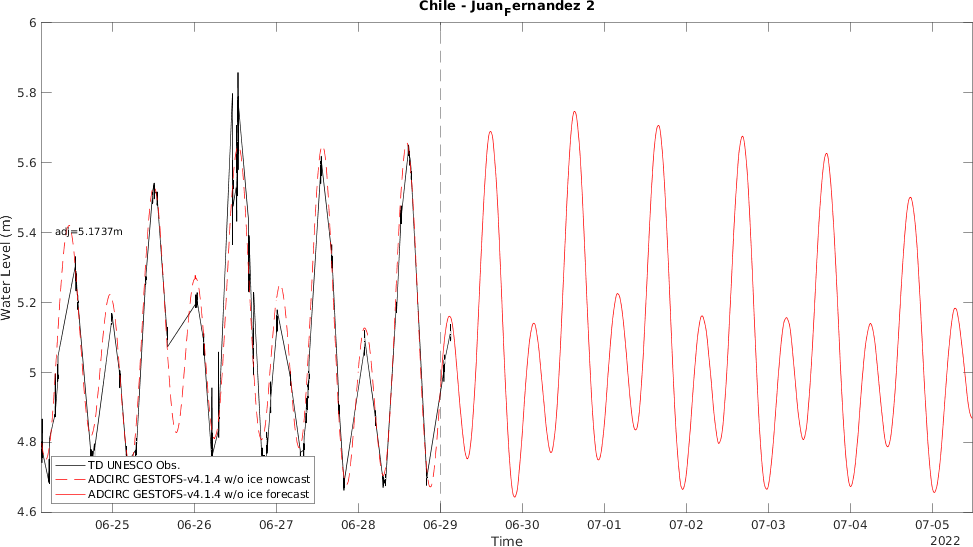 Chile - Juan_Fernandez 2
6
5.8
5.6
5.4
5.2
5
4.8
4.6
Water Level (m)
adj=5.1737m
TD UNESCO Obs.
ADCIRC GESTOFS-v4.1.4 w/o ice nowcast
ADCIRC GESTOFS-v4.1.4 w/o ice forecast
06-25 06-26 06-27 06-28 06-29 06-30 07-01 07-02 07-03 07-04 07-05
Time
2022